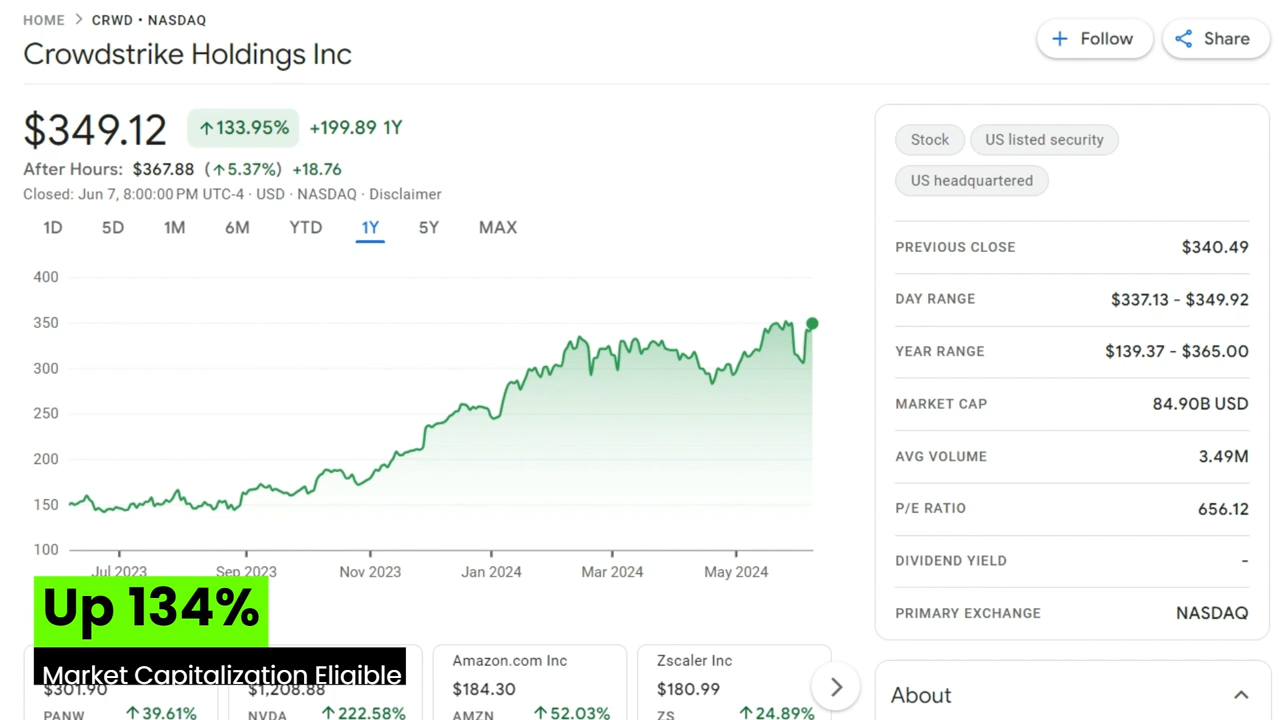 HOME > CRWD • NASDAQ
Crowdstrike Holdings Inc
+ Follow
Share
$349.12 ↑133.95% +199.89 1Y
After Hours: $367.88 (↑5.37%) +18.76
Closed: Jun 7, 8:00:00 PM UTC-4 · USD · NASDAQ · Disclaimer
1D 5D 1M 6M YTD 1Y 5Y MAX
400
350
300
250
200
150
100
Jul 2023 Sep 2023 Nov 2023 Jan 2024 Mar 2024 May 2024
Stock US listed security
US headquartered
PREVIOUS CLOSE $340.49
DAY RANGE $337.13 - $349.92
YEAR RANGE $139.37 - $365.00
MARKET CAP 84.90B USD
AVG VOLUME 3.49M
P/E RATIO 656.12
DIVIDEND YIELD -
PRIMARY EXCHANGE NASDAQ
Up 134%
Market Capitalization Eligible
$301.90
PANW ↑39.61%
$1,208.88
NVDA ↑222.58%
Amazon.com Inc
$184.30
AMZN ↑52.03%
Zscaler Inc
$180.99
ZS ↑24.89%
About